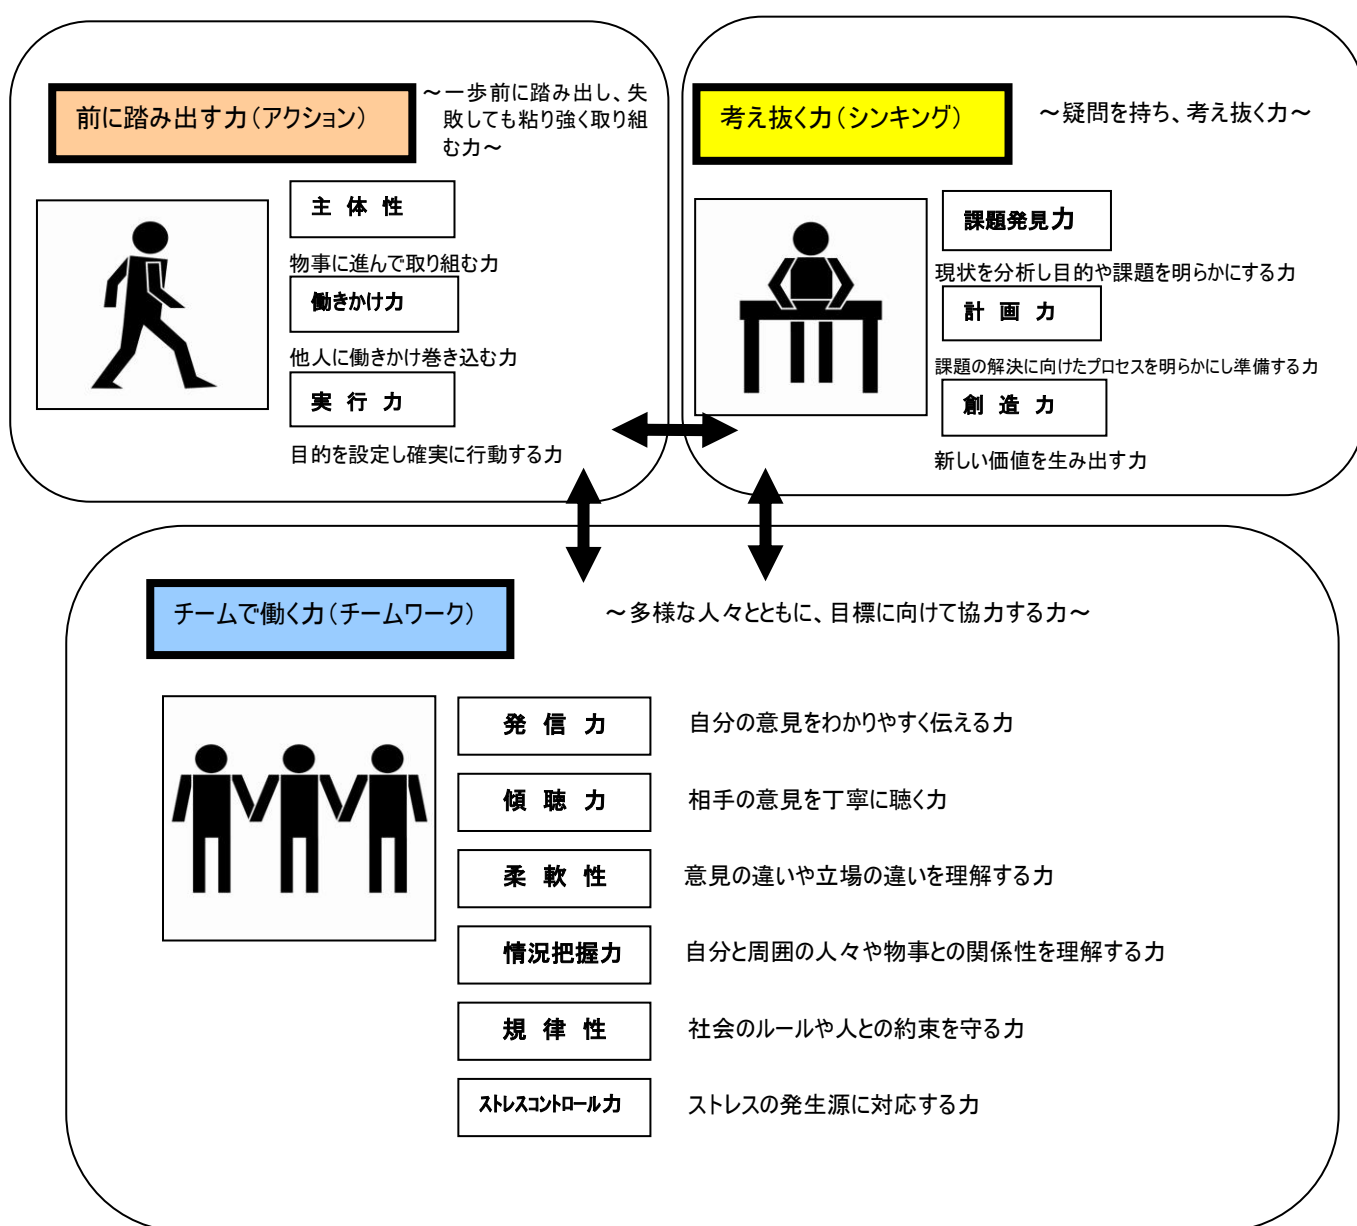 前に踏み出す力（アクション）
～一歩前に踏み出し、失
敗しても粘り強く取り組
む力～
主 体 性
物事に進んで取り組む力
働きかけ力
他人に働きかけ巻き込む力
実 行 力
目的を設定し確実に行動する力
考え抜く力（シンキング）
～疑問を持ち、考え抜く力～
課題発見力
現状を分析し目的や課題を明らかにする力
計 画 力
課題の解決に向けたプロセスを明らかにし準備する力
創 造 力
新しい価値を生み出す力
チームで働く力（チームワーク）
～多様な人々とともに、目標に向けて協力する力～
発 信 力
自分の意見をわかりやすく伝える力
傾 聴 力
相手の意見を丁寧に聴く力
柔 軟 性
意見の違いや立場の違いを理解する力
情況把握力
自分と周囲の人々や物事との関係性を理解する力
規 律 性
社会のルールや人との約束を守る力
ストレスコントロール力
ストレスの発生源に対応する力